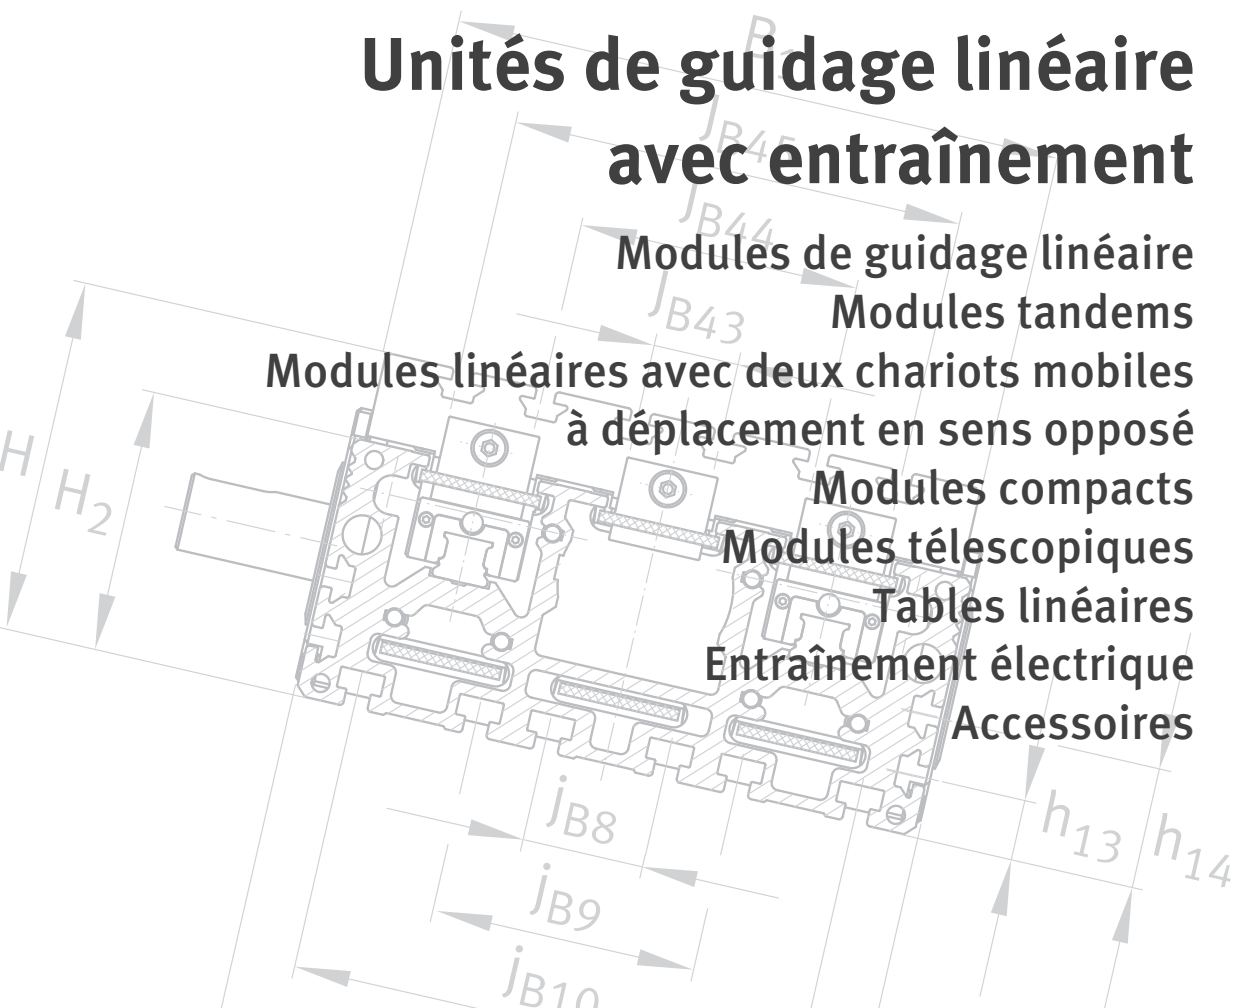 Unités de guidage linéaire
avec entraînement
Modules de guidage linéaire
Modules tandems
Modules linéaires avec deux chariots mobiles
à déplacement en sens opposé
Modules compacts
Modules télescopiques
Tables linéaires
Entraînement électrique
Accessoires
JB45
JB44
JB43
H
H2
jB8
jB9
jB10
h13
h14